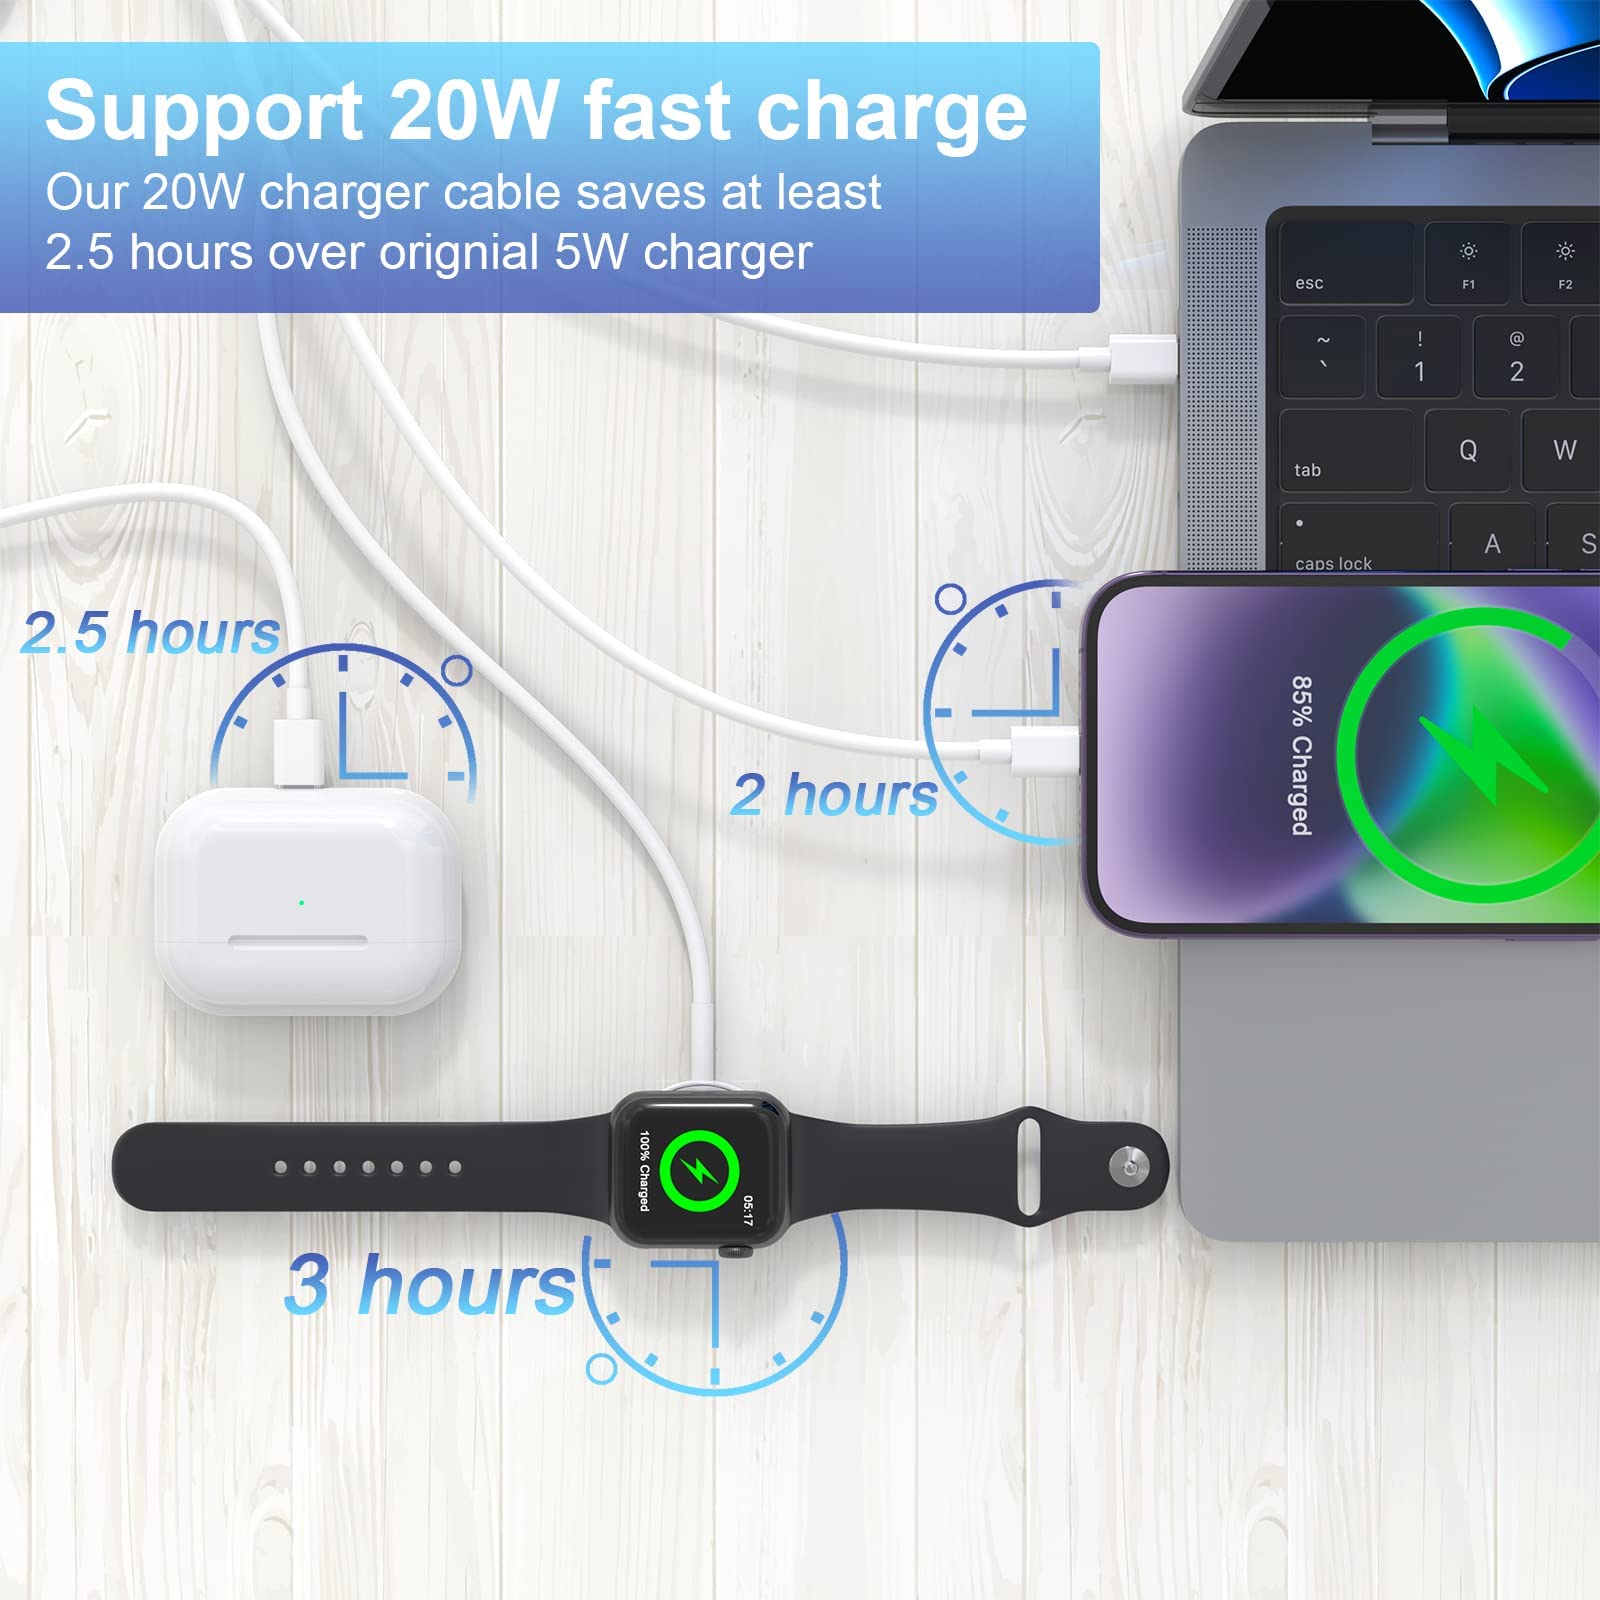 Support 20W fast charge
Our 20W charger cable saves at least
2.5 hours over orignial 5W charger
esc
F1
F2
~
`
!
1
@
2
tab
Q
W
caps lock
A
S
2.5 hours
2 hours
85% Charged
100% Charged
05:17
3 hours